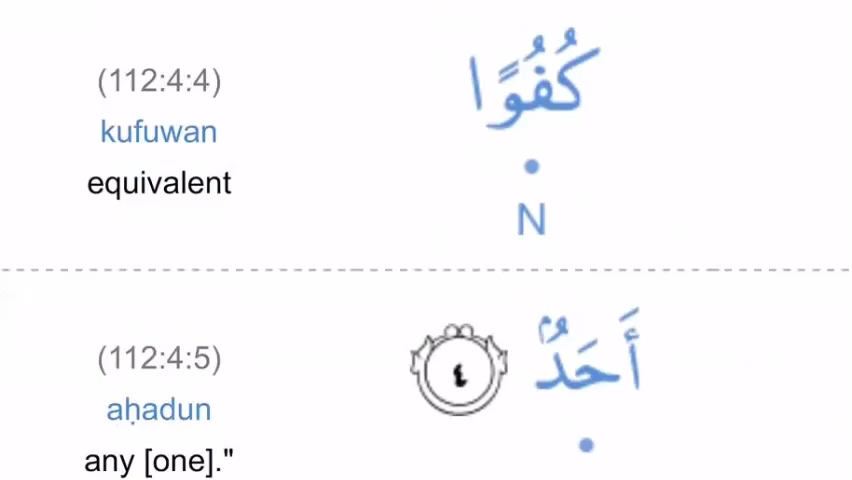 (112:4:4)
kufuwan
equivalent
كُفُوًا
N
(112:4:5)
aḥadun
any [one]."
أَحَدٌۢ
٤